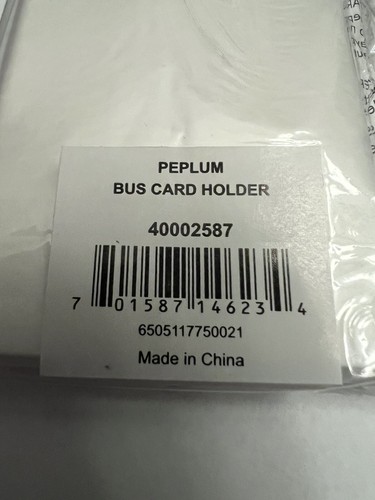 PEPLUM
BUS CARD HOLDER
40002587
7 01587 14623 4
6505117750021
Made in China